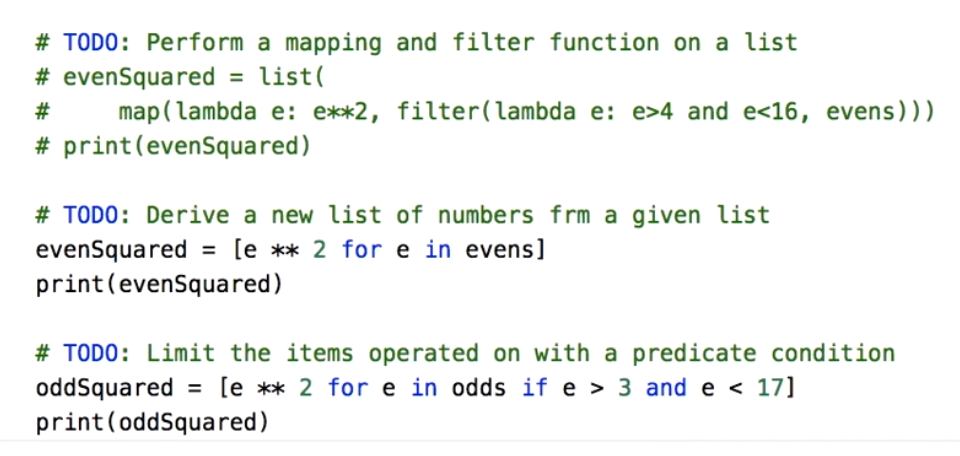 # TODO: Perform a mapping and filter function on a list
# evenSquared = list(
#     map(lambda e: e**2, filter(lambda e: e>4 and e<16, evens)))
# print(evenSquared)
# TODO: Derive a new list of numbers frm a given list
evenSquared = [e ** 2 for e in evens]
print(evenSquared)
# TODO: Limit the items operated on with a predicate condition
oddSquared = [e ** 2 for e in odds if e > 3 and e < 17]
print(oddSquared)